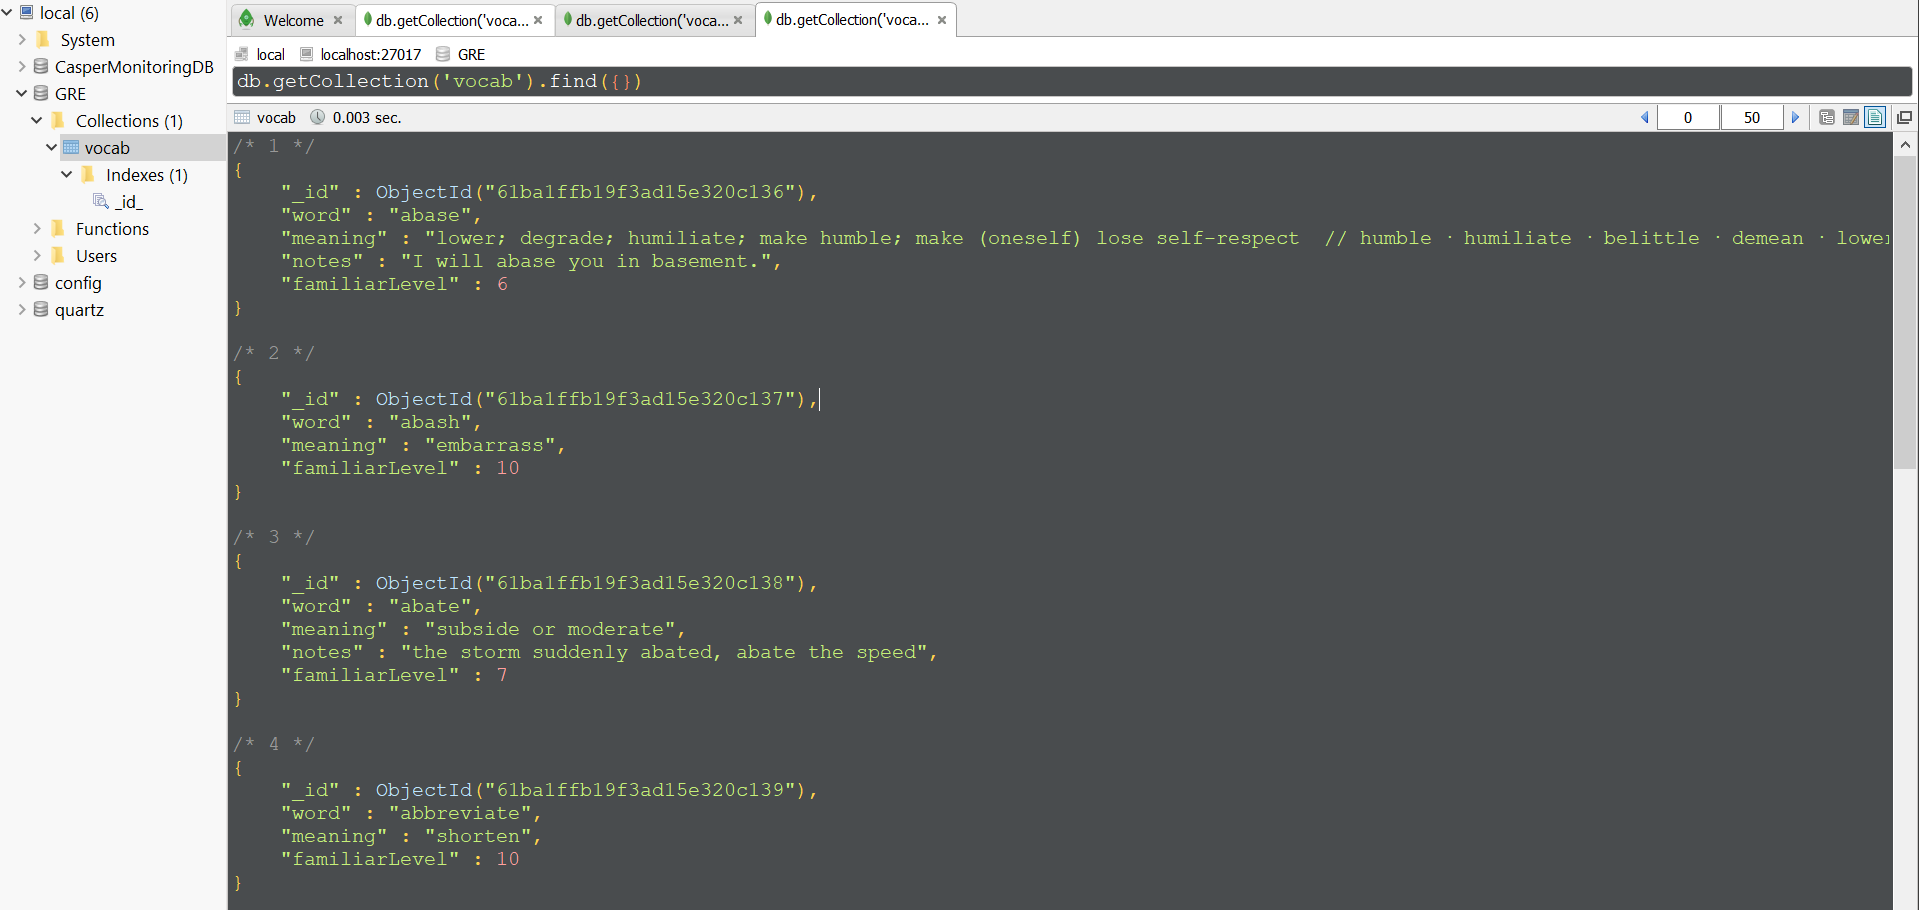 local (6)
System
CasperMonitoringDB
GRE
Collections (1)
vocab
Indexes (1)
_id_
Functions
Users
config
quartz
Welcome
db.getCollection('voca...
db.getCollection('voca...
db.getCollection('voca...
local localhost:27017 GRE
db.getCollection('vocab').find({})
vocab 0.003 sec. 0 50
/* 1 */
{
"_id" : ObjectId("61ba1ffb19f3ad15e320c136"),
"word" : "abase",
"meaning" : "lower; degrade; humiliate; make humble; make (oneself) lose self-respect  // humble · humiliate · belittle · demean · lower
"notes" : "I will abase you in basement.",
"familiarLevel" : 6
}
/* 2 */
{
"_id" : ObjectId("61ba1ffb19f3ad15e320c137"),
"word" : "abash",
"meaning" : "embarrass",
"familiarLevel" : 10
}
/* 3 */
{
"_id" : ObjectId("61ba1ffb19f3ad15e320c138"),
"word" : "abate",
"meaning" : "subside or moderate",
"notes" : "the storm suddenly abated, abate the speed",
"familiarLevel" : 7
}
/* 4 */
{
"_id" : ObjectId("61ba1ffb19f3ad15e320c139"),
"word" : "abbreviate",
"meaning" : "shorten",
"familiarLevel" : 10
}